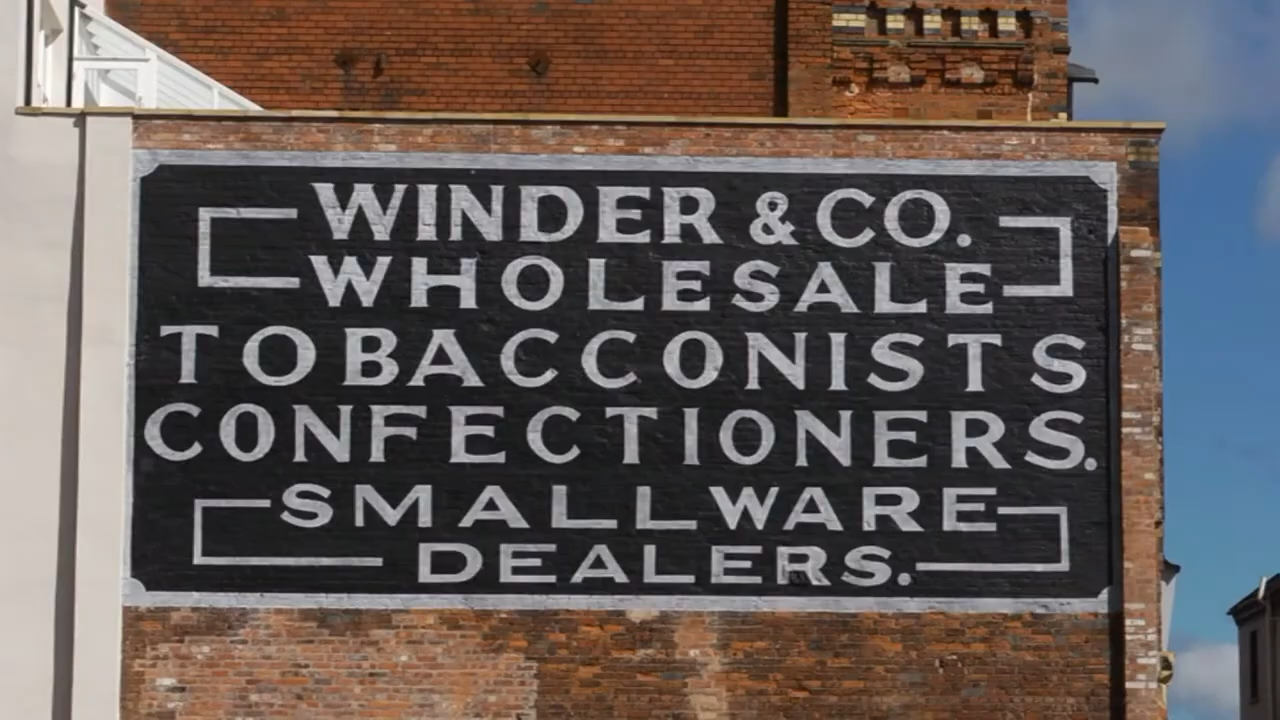 WINDER & CO.
WHOLESALE
TOBACCONISTS
CONFECTIONERS.
SMALLWARE
DEALERS.